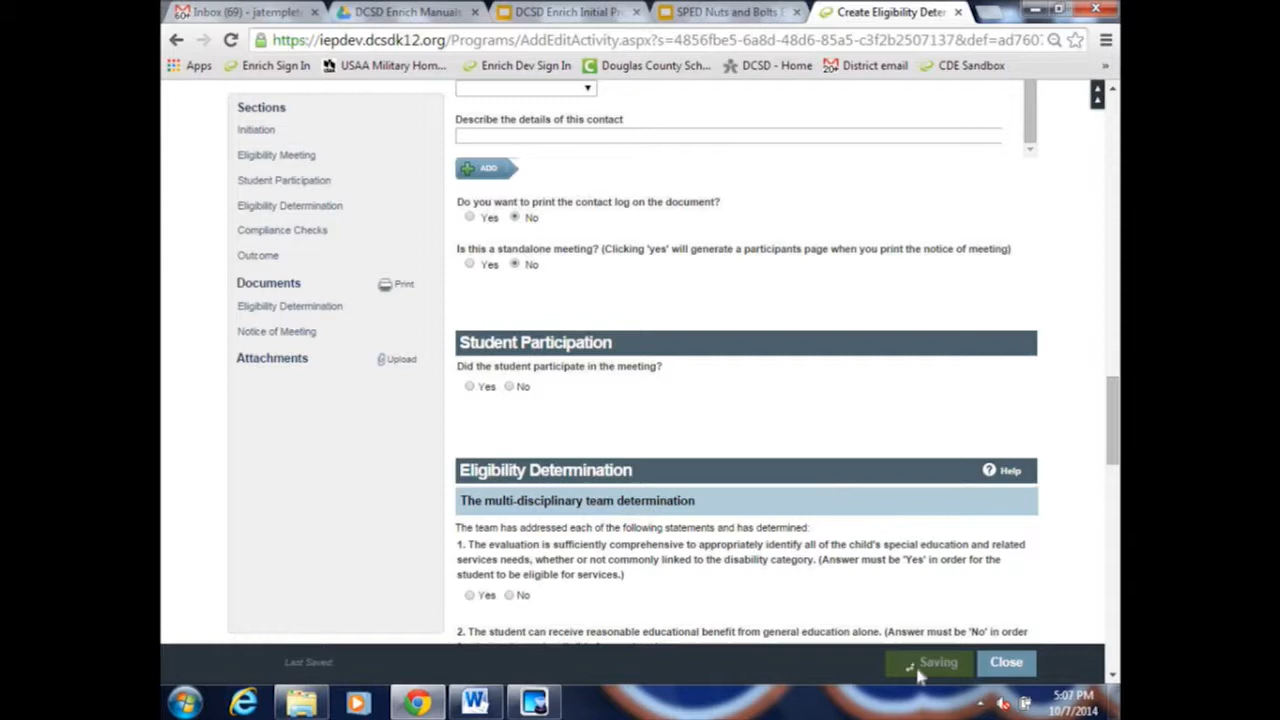 Inbox (69) - jatemplet
DCSD Enrich Manuals
DCSD Enrich Initial Pr
SPED Nuts and Bolts E
Create Eligibility Deter
https://iepdev.dcsdk12.org/Programs/AddEditActivity.aspx?s=4856fbe5-6a8d-48d6-85a5-c3f2b2507137&def=ad7607
Apps
Enrich Sign In
USAA Military Hom...
Enrich Dev Sign In
Douglas County Sch...
DCSD - Home
District email
CDE Sandbox
»
Sections
Initiation
Eligibility Meeting
Student Participation
Eligibility Determination
Compliance Checks
Outcome
Documents
Print
Eligibility Determination
Notice of Meeting
Attachments
Upload
Describe the details of this contact
ADD
Do you want to print the contact log on the document?
Yes No
Is this a standalone meeting? (Clicking 'yes' will generate a participants page when you print the notice of meeting)
Yes No
Student Participation
Did the student participate in the meeting?
Yes No
Eligibility Determination
? Help
The multi-disciplinary team determination
The team has addressed each of the following statements and has determined:
1. The evaluation is sufficiently comprehensive to appropriately identify all of the child's special education and related
services needs, whether or not commonly linked to the disability category. (Answer must be 'Yes' in order for the
student to be eligible for services.)
Yes No
2. The student can receive reasonable educational benefit from general education alone. (Answer must be 'No' in order
Last Saved
Saving
Close
5:07 PM
10/7/2014